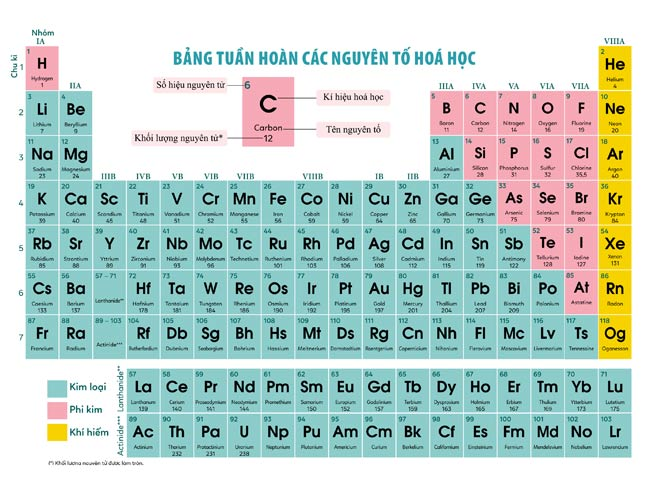 Nhóm
IA VIIIA
Chu kì
BẢNG TUẦN HOÀN CÁC NGUYÊN TỐ HOÁ HỌC
1 2
1 H He
Hydrogen Helium
1 4
Số hiệu nguyên tử 6
C Kí hiệu hoá học
Carbon Tên nguyên tố
Khối lượng nguyên tử* 12
IIA IIIA IVA VA VIA VIIA
3 4 5 6 7 8 9 10
2 Li Be B C N O F Ne
Lithium Beryllium Boron Carbon Nitrogen Oxygen Fluorine Neon
7 9 11 12 14 16 19 20
11 12 13 14 15 16 17 18
3 Na Mg Al Si P S Cl Ar
Sodium Magnesium Aluminium Silicon Phosphorus Sulfur Chlorine Argon
23 24 27 28 31 32 35,5 40
IIIB IVB VB VIB VIIB VIIIB IB IIB
19 20 21 22 23 24 25 26 27 28 29 30 31 32 33 34 35 36
4 K Ca Sc Ti V Cr Mn Fe Co Ni Cu Zn Ga Ge As Se Br Kr
Potassium Calcium Scandium Titanium Vanadium Chromium Manganese Iron Cobalt Nickel Copper Zinc Gallium Germanium Arsenic Selenium Bromine Krypton
39 40 45 48 51 52 55 56 59 59 64 65 70 73 75 79 80 84
37 38 39 40 41 42 43 44 45 46 47 48 49 50 51 52 53 54
5 Rb Sr Y Zr Nb Mo Tc Ru Rh Pd Ag Cd In Sn Sb Te I Xe
Rubidium Strontium Yttrium Zirconium Niobium Molybdenum Technetium Ruthenium Rhodium Palladium Silver Cadmium Indium Tin Antimony Tellurium Iodine Xenon
85 88 89 91 93 96 101 103 106 108 112 115 119 122 128 127 131
55 56 57 – 71 72 73 74 75 76 77 78 79 80 81 82 83 84 85 86
6 Cs Ba Lanthanide** Hf Ta W Re Os Ir Pt Au Hg Tl Pb Bi Po At Rn
Caesium Barium Hafnium Tantalum Tungsten Rhenium Osmium Iridium Platinum Gold Mercury Thallium Lead Bismuth Polonium Astatine Radon
133 137 178 181 184 186 190 192 195 197 201 204 207 209
87 88 89 – 103 104 105 106 107 108 109 110 111 112 113 114 115 116 117 118
7 Fr Ra Actinide*** Rf Db Sg Bh Hs Mt Ds Rg Cn Nh Fl Mc Lv Ts Og
Francium Radium Rutherfordium Dubnium Seaborgium Bohrium Hassium Meitnerium Darmstadtium Roentgenium Copernicium Nihonium Flerovium Moscovium Livermorium Tennessine Oganesson
Kim loại
Phi kim
Khí hiếm
Lanthanide**
57 58 59 60 61 62 63 64 65 66 67 68 69 70 71
La Ce Pr Nd Pm Sm Eu Gd Tb Dy Ho Er Tm Yb Lu
Lanthanum Cerium Praseodymium Neodymium Promethium Samarium Europium Gadolinium Terbium Dysprosium Holmium Erbium Thulium Ytterbium Lutetium
139 140 141 144 150 152 157 159 163 165 167 169 173 175
Actinide***
89 90 91 92 93 94 95 96 97 98 99 100 101 102 103
Ac Th Pa U Np Pu Am Cm Bk Cf Es Fm Md No Lr
Actinium Thorium Protactinium Uranium Neptunium Plutonium Americium Curium Berkelium Californium Einsteinium Fermium Mendelevium Nobelium Lawrencium
232 231 238
(*) Khối lượng nguyên tử được làm tròn.